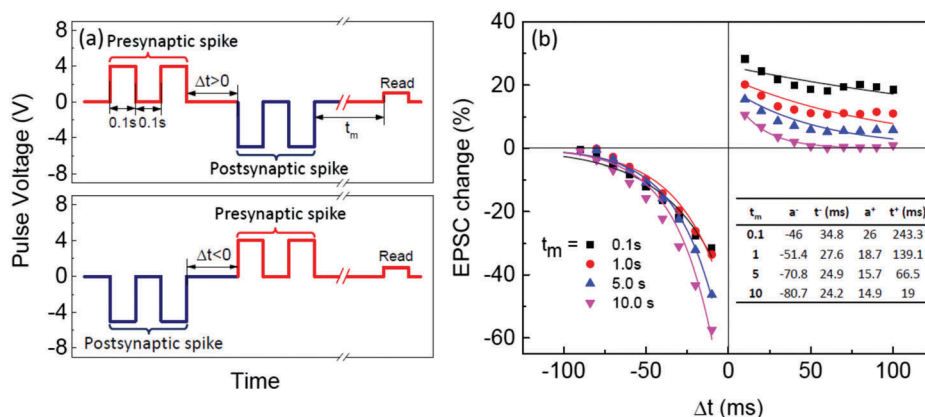 (a)
Presynaptic spike
Δt>0
Read
0.1s 0.1s
tm
Postsynaptic spike
8
4
0
-4
-8
Presynaptic spike
Δt<0
Read
Postsynaptic spike
8
4
0
-4
-8
Pulse Voltage (V)
Time
(b)
40
20
0
-20
-40
-60
EPSC change (%)
tm = 0.1s
1.0s
5.0 s
10.0 s
tm a- t- (ms) a+ t+ (ms)
0.1 -46 34.8 26 243.3
1 -51.4 27.6 18.7 139.1
5 -70.8 24.9 15.7 66.5
10 -80.7 24.2 14.9 19
-100 -50 0 50 100
Δt (ms)